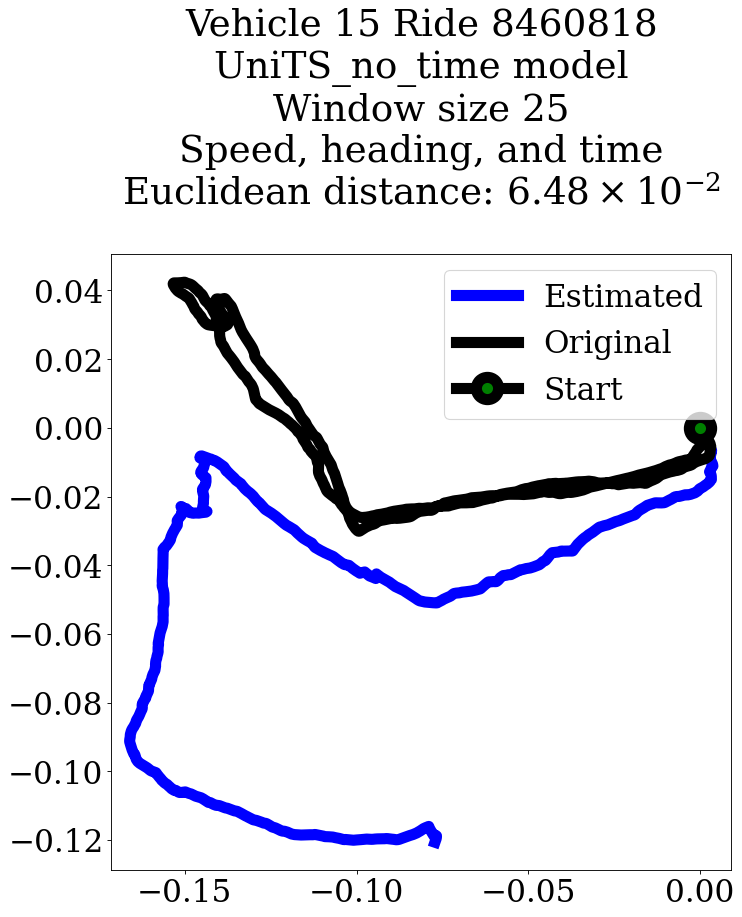 Vehicle 15 Ride 8460818
UniTS_no_time model
Window size 25
Speed, heading, and time
Euclidean distance: 6.48 × 10⁻²
Estimated
Original
Start
0.04
0.02
0.00
−0.02
−0.04
−0.06
−0.08
−0.10
−0.12
−0.15
−0.10
−0.05
0.00